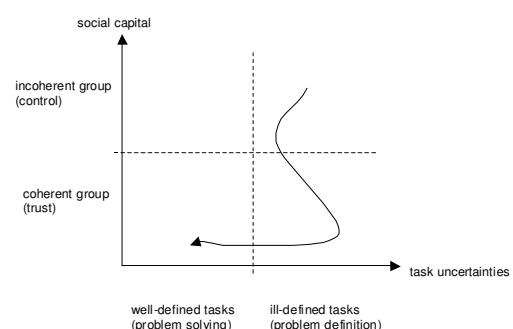 social capital
incoherent group
(control)
coherent group
(trust)
task uncertainties
well-defined tasks
(problem solving)
ill-defined tasks
(problem definition)